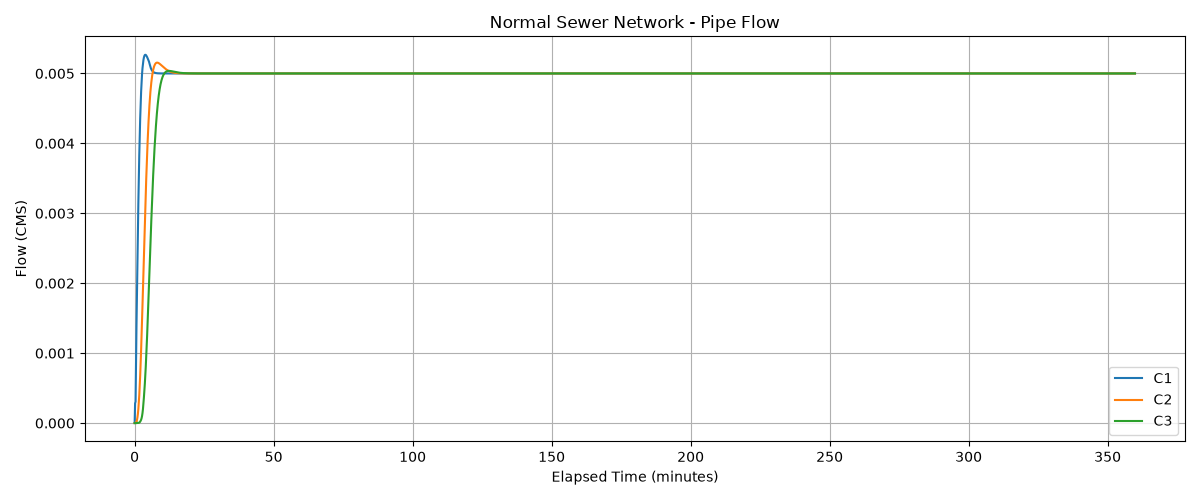 Normal Sewer Network - Pipe Flow
Flow (CMS)
0.005
0.004
0.003
0.002
0.001
0.000
C1
C2
C3
0 50 100 150 200 250 300 350
Elapsed Time (minutes)